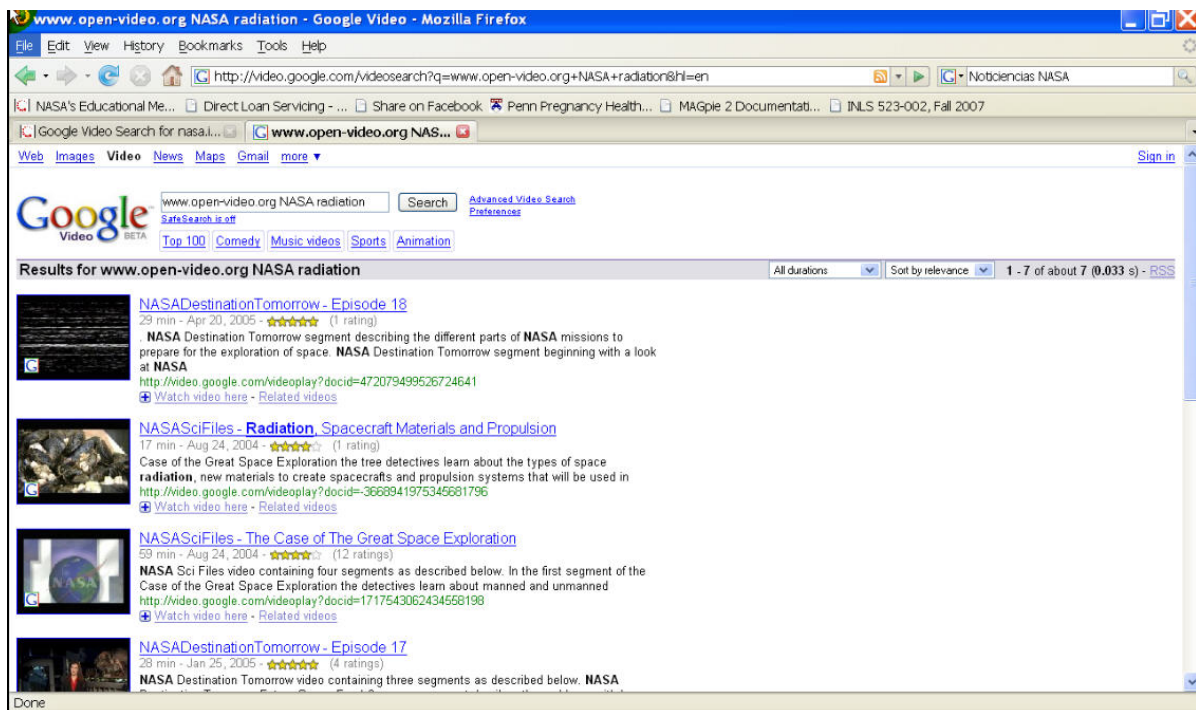 www.open-video.org NASA radiation - Google Video - Mozilla Firefox
File Edit View History Bookmarks Tools Help
http://video.google.com/videosearch?q=www.open-video.org+NASA+radiation&hl=en
Noticiencias NASA
NASA's Educational Me... Direct Loan Servicing - ... Share on Facebook Penn Pregnancy Health... MAGpie 2 Documentati... INLS 523-002, Fall 2007
Google Video Search for nasa.i... www.open-video.org NAS...
Web Images Video News Maps Gmail more ▼ Sign in
Google Video BETA
www.open-video.org NASA radiation Search Advanced Video Search
Preferences
SafeSearch is off
Top 100 Comedy Music videos Sports Animation
Results for www.open-video.org NASA radiation All durations Sort by relevance 1 - 7 of about 7 (0.033 s) - RSS
NASADestinationTomorrow - Episode 18
29 min - Apr 20, 2005 - (1 rating)
. NASA Destination Tomorrow segment describing the different parts of NASA missions to
prepare for the exploration of space. NASA Destination Tomorrow segment beginning with a look
at NASA
http://video.google.com/videoplay?docid=472079499526724641
Watch video here - Related videos
NASASciFiles - Radiation, Spacecraft Materials and Propulsion
17 min - Aug 24, 2004 - (1 rating)
Case of the Great Space Exploration the tree detectives learn about the types of space
radiation, new materials to create spacecrafts and propulsion systems that will be used in
http://video.google.com/videoplay?docid=-3668941975345681796
Watch video here - Related videos
NASASciFiles - The Case of The Great Space Exploration
59 min - Aug 24, 2004 - (12 ratings)
NASA Sci Files video containing four segments as described below. In the first segment of the
Case of the Great Space Exploration the detectives learn about manned and unmanned
http://video.google.com/videoplay?docid=1717543062434558198
Watch video here - Related videos
NASA
NASADestinationTomorrow - Episode 17
28 min - Jan 25, 2005 - (4 ratings)
NASA Destination Tomorrow video containing three segments as described below. NASA
Done